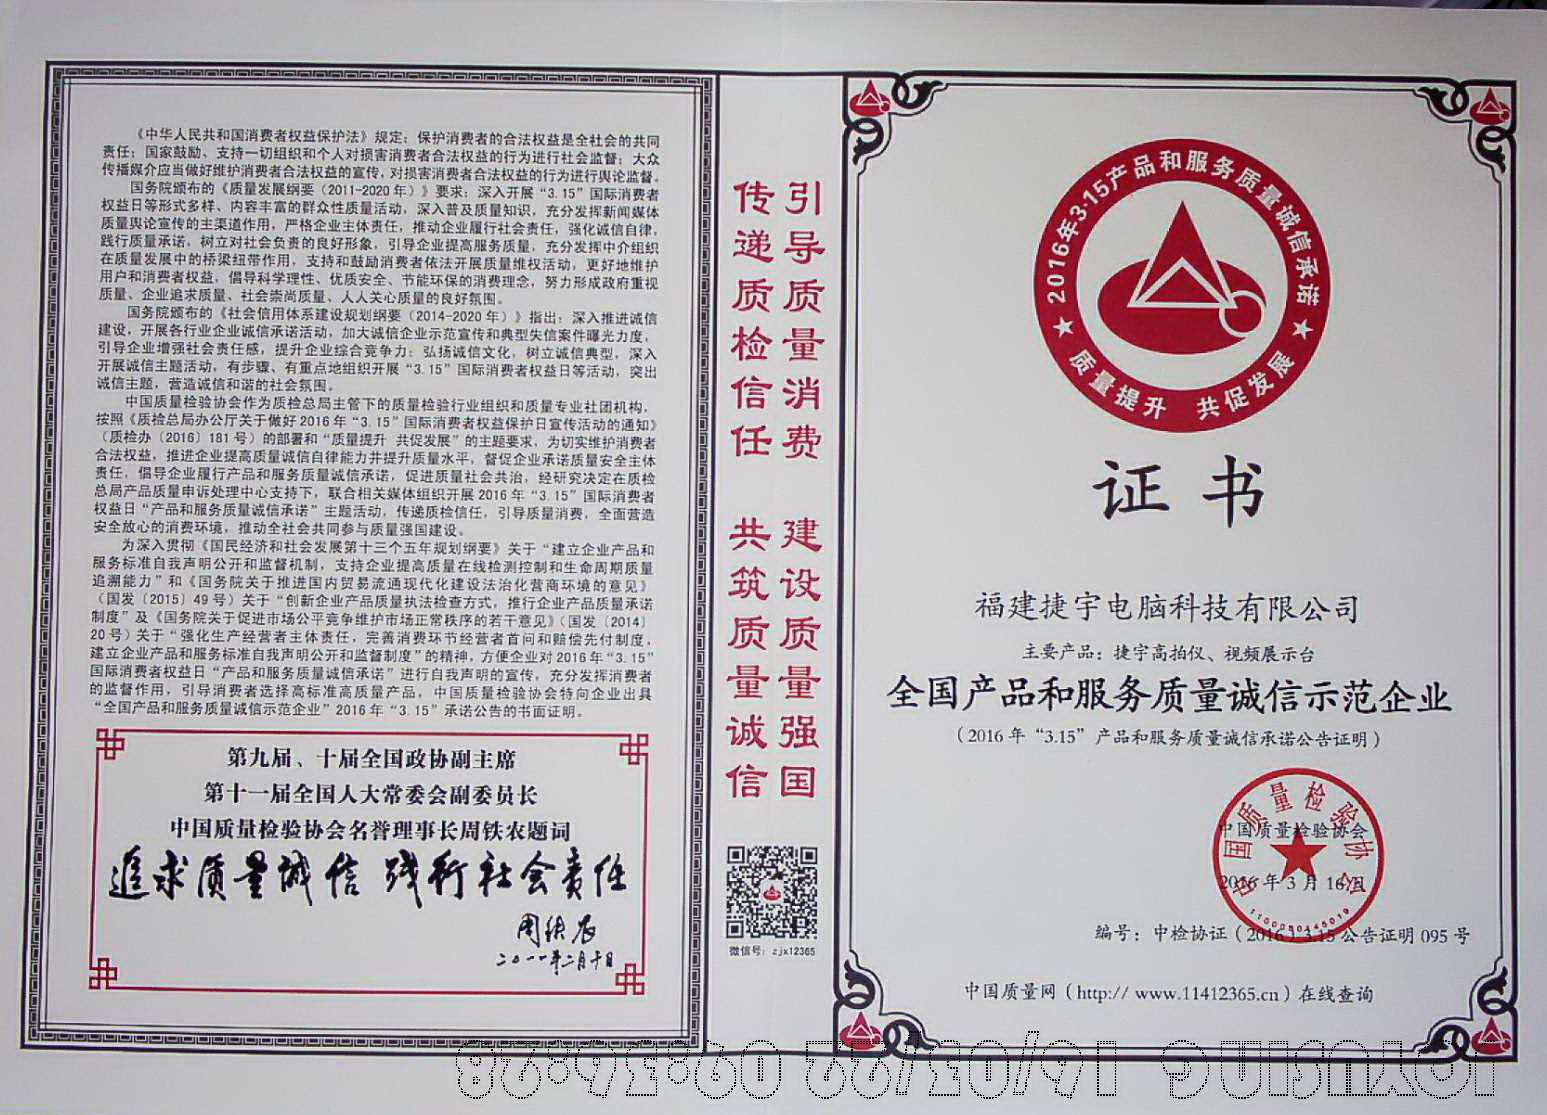 《中华人民共和国消费者权益保护法》规定：保护消费者的合法权益是全社会的共同
责任；国家鼓励、支持一切组织和个人对损害消费者合法权益的行为进行社会监督；大众
传播媒介应当做好维护消费者合法权益的宣传，对损害消费者合法权益的行为进行舆论监督。
国务院颁布的《质量发展纲要（2011-2020年）》要求：深入开展“3.15”国际消费者
权益日等形式多样、内容丰富的群众性质量活动，深入普及质量知识，充分发挥新闻媒体
质量舆论宣传的主渠道作用，严格企业主体责任，推动企业履行社会责任，强化诚信自律，
践行质量承诺，树立对社会负责的良好形象，引导企业提高服务质量，充分发挥中介组织
在质量发展中的桥梁纽带作用，支持和鼓励消费者依法开展质量维权活动，更好地维护
用户和消费者权益，倡导科学理性、优质安全、节能环保的消费理念，努力形成政府重视
质量、企业追求质量、社会崇尚质量、人人关心质量的良好氛围。
国务院颁布的《社会信用体系建设规划纲要（2014-2020年）》指出：深入推进诚信
建设，开展各行业企业诚信承诺活动，加大诚信企业示范宣传和典型失信案件曝光力度，
引导企业增强社会责任感，提升企业综合竞争力；弘扬诚信文化，树立诚信典型，深入
开展诚信主题活动，有步骤、有重点地组织开展“3.15”国际消费者权益日等活动，突出
诚信主题，营造诚信和谐的社会氛围。
中国质量检验协会作为质检总局主管下的质量检验行业组织和质量专业社团机构，
按照《质检总局办公厅关于做好2016年“3.15”国际消费者权益保护日宣传活动的通知》
（质检办〔2016〕181号）的部署和“质量提升 共促发展”的主题要求，为切实维护消费者
合法权益，推进企业提高质量诚信自律能力并提升质量水平，督促企业承诺质量安全主体
责任，倡导企业履行产品和服务质量诚信承诺，促进质量社会共治，经研究决定在质检
总局产品质量申诉处理中心支持下，联合相关媒体组织开展2016年“3.15”国际消费者
权益日“产品和服务质量诚信承诺”主题活动，传递质检信任，引导质量消费，全面营造
安全放心的消费环境，推动全社会共同参与质量强国建设。
为深入贯彻《国民经济和社会发展第十三个五年规划纲要》关于“建立企业产品和
服务标准自我声明公开和监督机制，支持企业提高质量在线检测控制和生命周期质量
追溯能力”和《国务院关于推进国内贸易流通现代化建设法治化营商环境的意见》
（国发〔2015〕49号）关于“创新企业产品质量执法检查方式，推行企业产品质量承诺
制度”及《国务院关于促进市场公平竞争维护市场正常秩序的若干意见》（国发〔2014〕
20号）关于“强化生产经营者主体责任，完善消费环节经营者首问和赔偿先付制度，
建立企业产品和服务标准自我声明公开和监督制度”的精神，方便企业对2016年“3.15”
国际消费者权益日“产品和服务质量诚信承诺”进行自我声明的宣传，充分发挥消费者
的监督作用，引导消费者选择高标准高质量产品，中国质量检验协会特向企业出具
“全国产品和服务质量诚信示范企业”2016年“3.15”承诺公告的书面证明。
第九届、十届全国政协副主席
第十一届全国人大常委会副委员长
中国质量检验协会名誉理事长周铁农题词
追求质量诚信 践行社会责任
周铁农
二〇一一年二月十日
引导质量消费 建设质量强国
传递质检信任 共筑质量诚信
微信号：zjx12365
2016年3·15产品和服务质量诚信承诺
★ 质量提升 共促发展 ★
证书
福建捷宇电脑科技有限公司
主要产品：捷宇高拍仪、视频展示台
全国产品和服务质量诚信示范企业
（2016年“3.15”产品和服务质量诚信承诺公告证明）
中国质量检验协会
中国质量检验协会
2016年3月16日
1100000445019
编号：中检协证（2016）3.15公告证明095号
中国质量网（http:// www.11412365.cn）在线查询